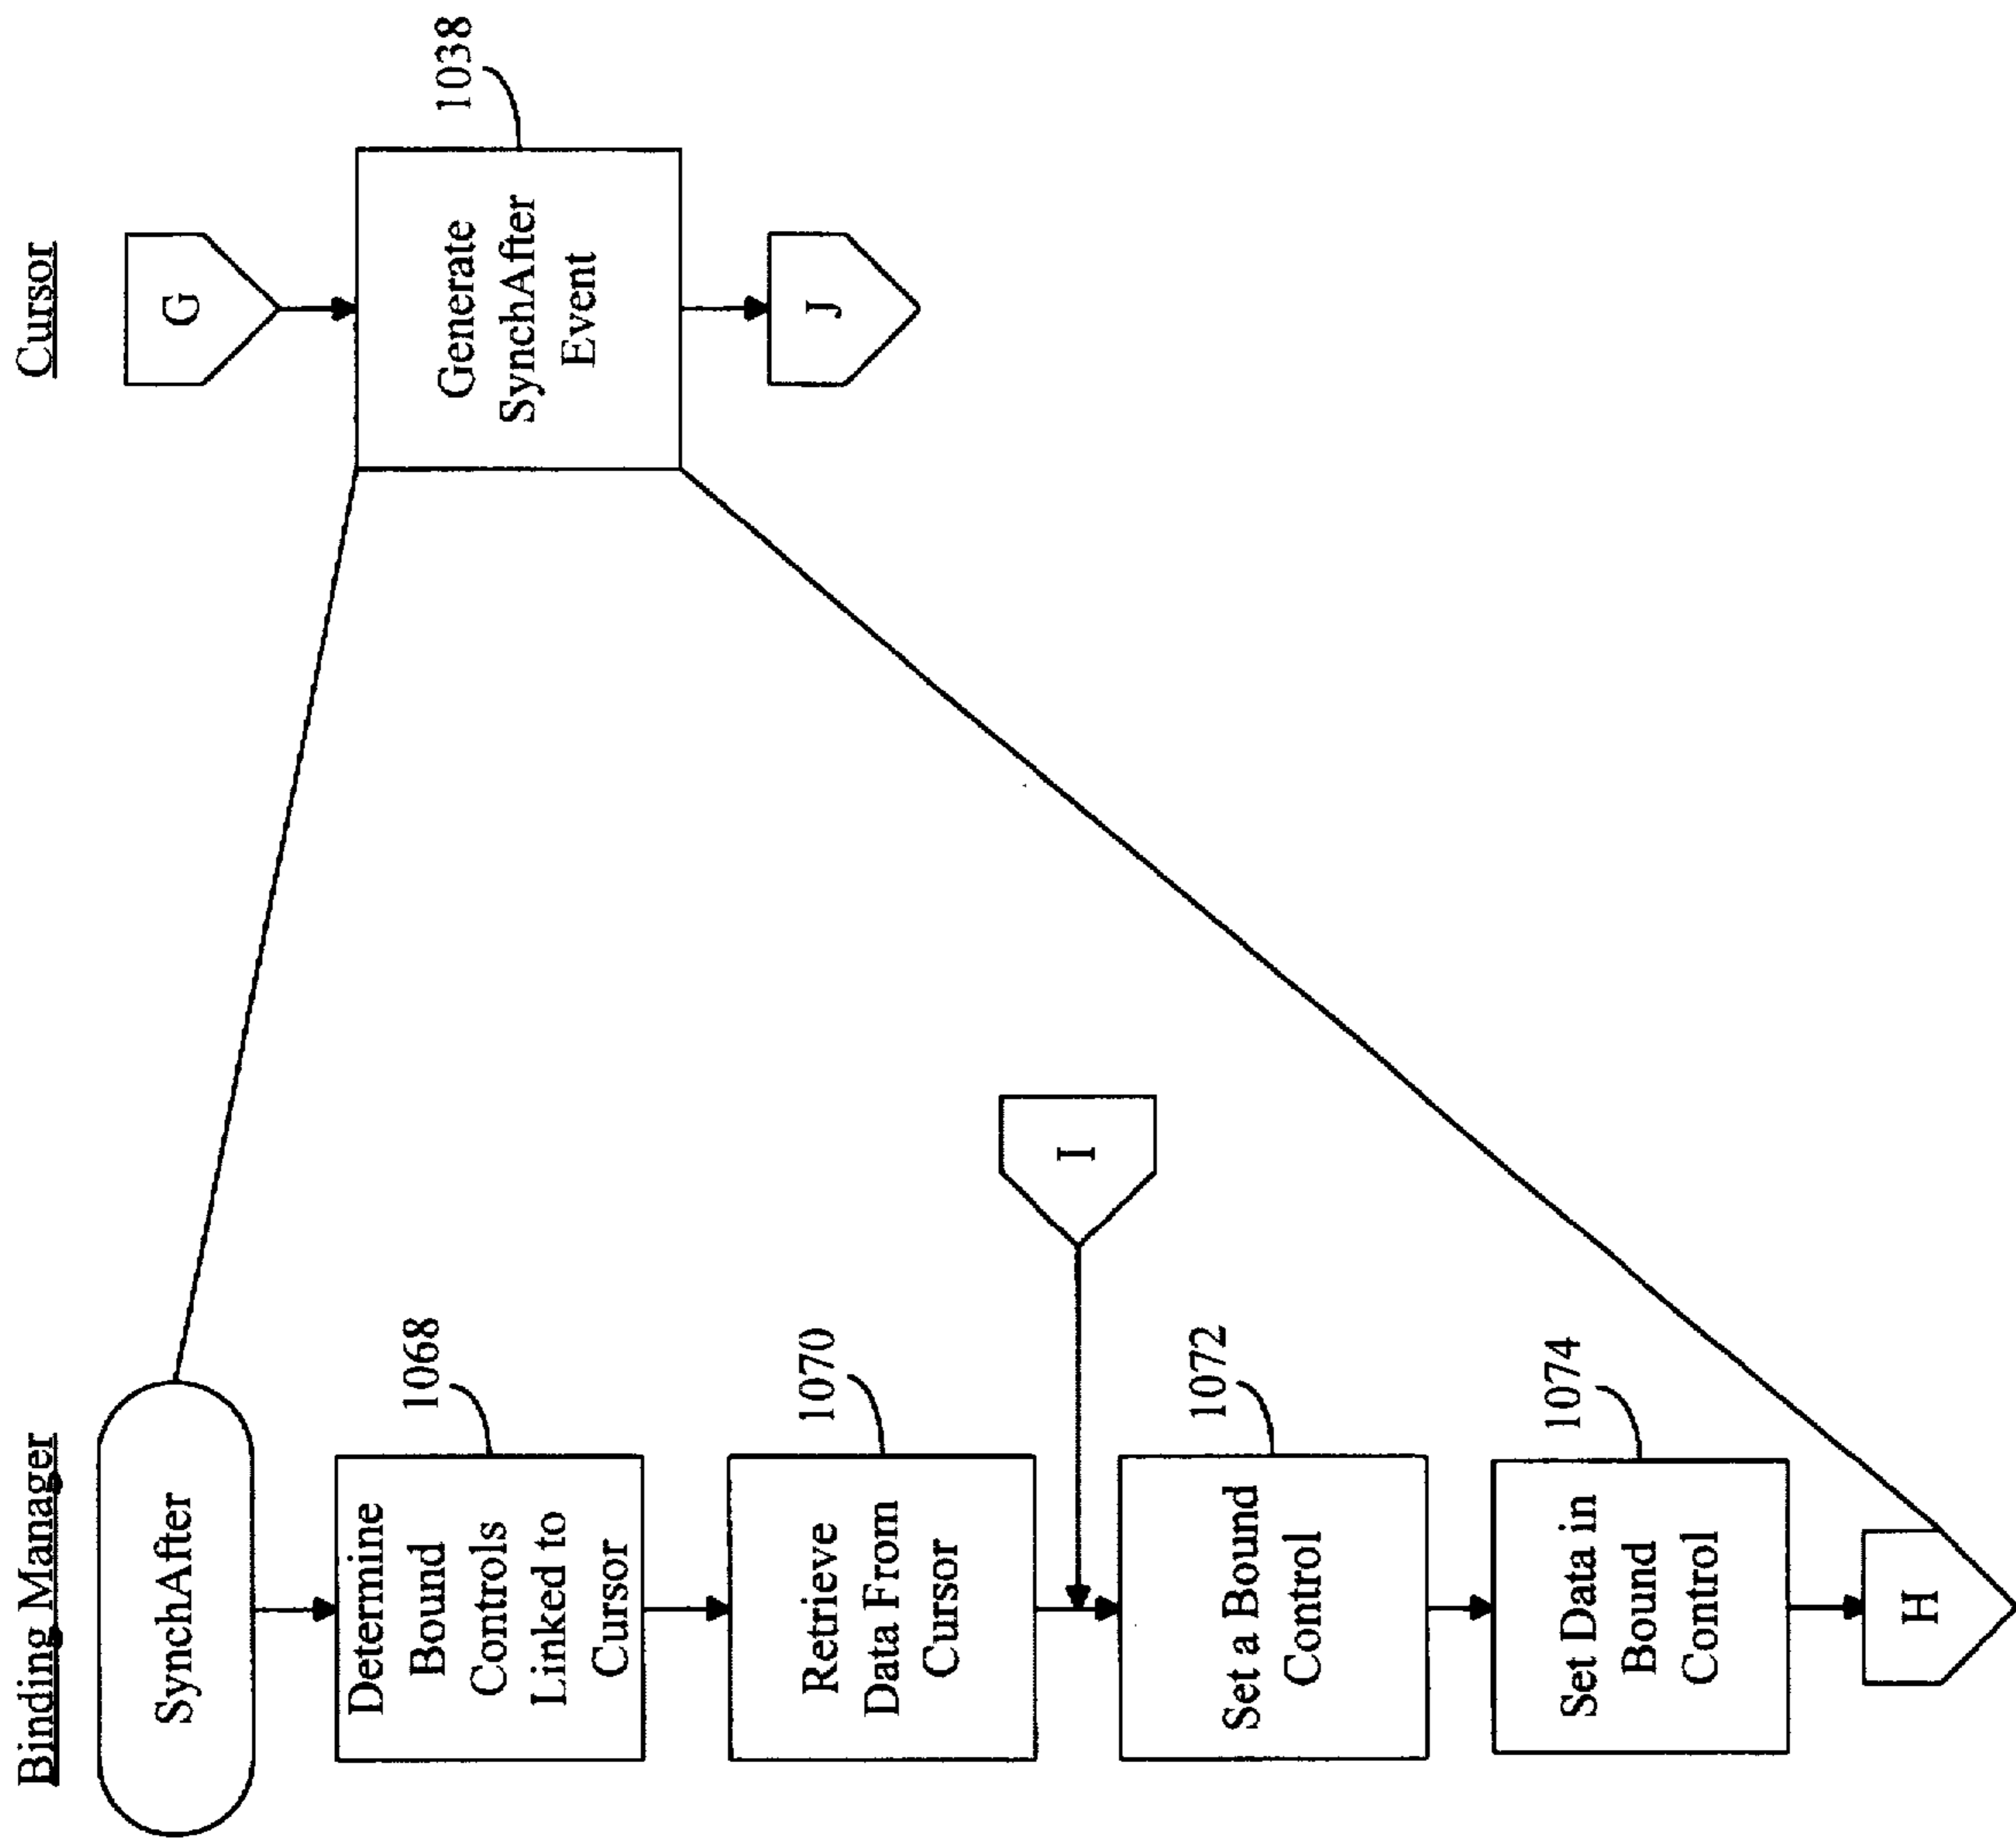 Binding Manager
SynchAfter
Determine
Bound
Controls
Linked to
Cursor
1068
Retrieve
Data From
Cursor
1070
I
Set a Bound
Control
1072
Set Data in
Bound
Control
1074
H
Cursor
G
Generate
SynchAfter
Event
1038
J